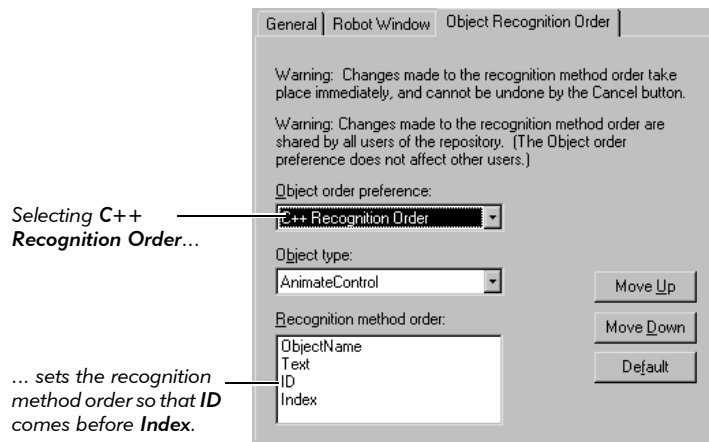 General
Robot Window
Object Recognition Order
Warning: Changes made to the recognition method order take
place immediately, and cannot be undone by the Cancel button.
Warning: Changes made to the recognition method order are
shared by all users of the repository. (The Object order
preference does not affect other users.)
Object order preference:
Selecting C++
Recognition Order...
C++ Recognition Order
Object type:
AnimateControl
Move Up
Recognition method order:
Move Down
ObjectName
Text
ID
Index
Default
... sets the recognition
method order so that ID
comes before Index.